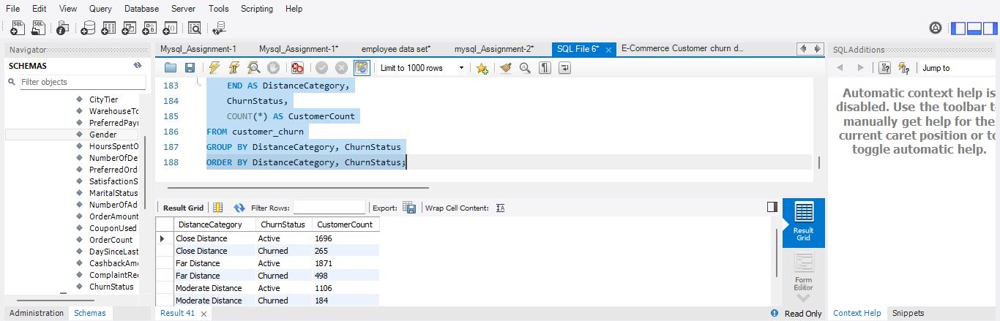 File Edit View Query Database Server Tools Scripting Help
Navigator
SCHEMAS
Filter objects
CityTier
WarehouseTo
PreferredPayr
Gender
HoursSpentO
NumberOfDe
PreferredOrd
SatisfactionS
MaritalStatus
NumberOfAd
OrderAmount
CouponUsed
OrderCount
DaySinceLast
CashbackAmo
ComplaintRec
ChurnStatus
Administration Schemas
Mysql_Assignment-1 Mysql_Assignment-1* employee data set* mysql_Assignment-2* SQL File 6* E-Commerce Customer churn d...
Limit to 1000 rows
183 END AS DistanceCategory,
184 ChurnStatus,
185 COUNT(*) AS CustomerCount
186 FROM customer_churn
187 GROUP BY DistanceCategory, ChurnStatus
188 ORDER BY DistanceCategory, ChurnStatus;
Result Grid Filter Rows: Export: Wrap Cell Content:
DistanceCategory ChurnStatus CustomerCount
Close Distance Active 1696
Close Distance Churned 265
Far Distance Active 1871
Far Distance Churned 498
Moderate Distance Active 1106
Moderate Distance Churned 184
Result
Grid
Form
Editor
Result 41 Read Only
SQLAdditions
Jump to
Automatic context help is
disabled. Use the toolbar to
manually get help for the
current caret position or to
toggle automatic help.
Context Help Snippets